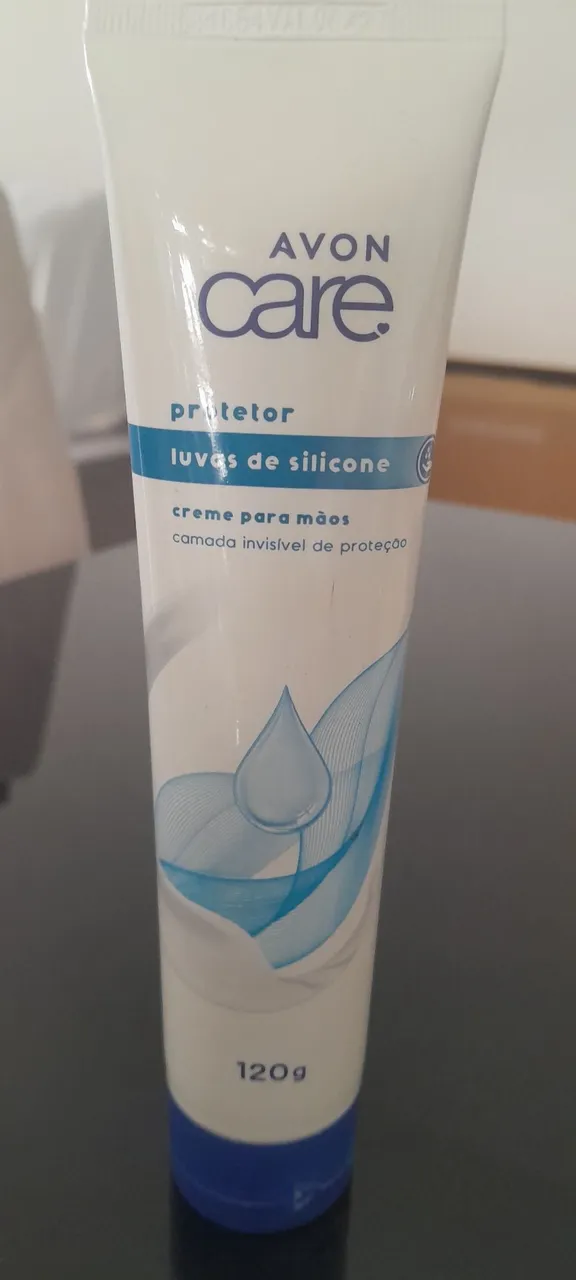 AVON
care
protetor
luvas de silicone
creme para mãos
camada invisível de proteção
120g